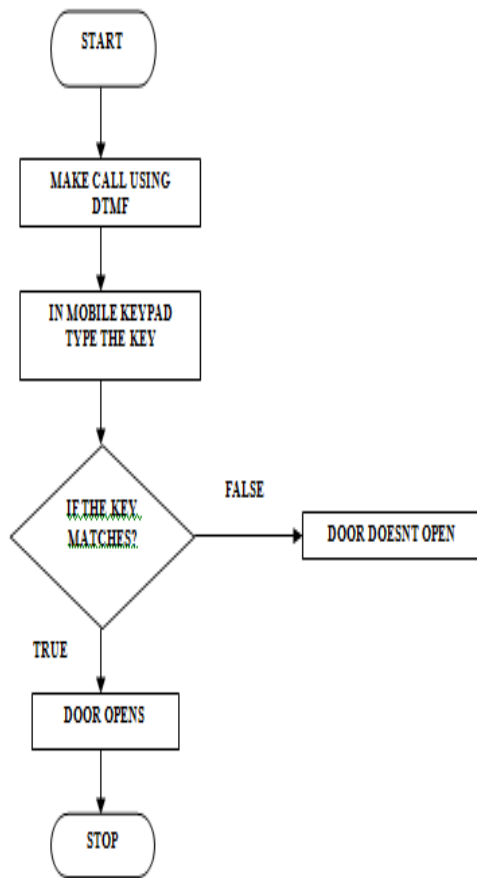 START
MAKE CALL USING
DTMF
IN MOBILE KEYPAD
TYPE THE KEY
IF THE KEY
MATCHES?
FALSE
DOOR DOESNT OPEN
TRUE
DOOR OPENS
STOP